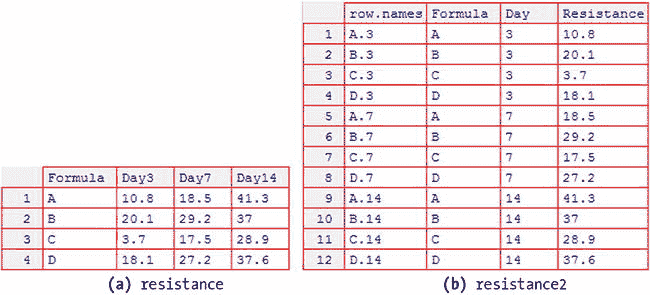 row.names Formula Day Resistance
1 A.3 A 3 10.8
2 B.3 B 3 20.1
3 C.3 C 3 3.7
4 D.3 D 3 18.1
5 A.7 A 7 18.5
6 B.7 B 7 29.2
7 C.7 C 7 17.5
8 D.7 D 7 27.2
9 A.14 A 14 41.3
10 B.14 B 14 37
11 C.14 C 14 28.9
12 D.14 D 14 37.6
Formula Day3 Day7 Day14
1 A 10.8 18.5 41.3
2 B 20.1 29.2 37
3 C 3.7 17.5 28.9
4 D 18.1 27.2 37.6
(a) resistance
(b) resistance2